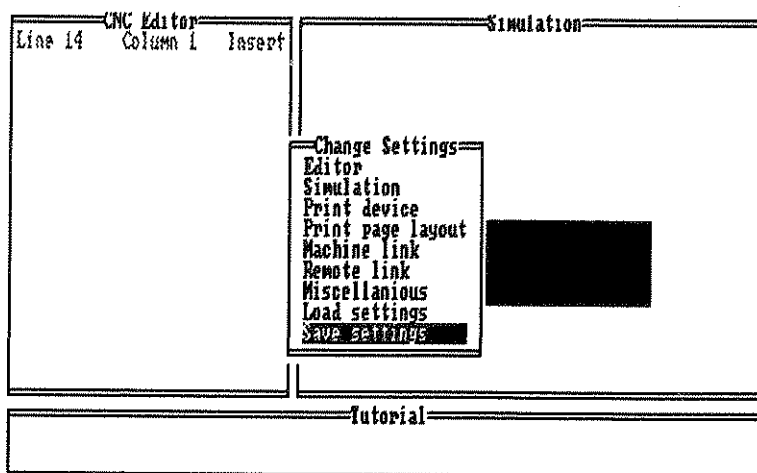 CNC Editor
Line 14 Column 1 Insert
Simulation
Change Settings
Editor
Simulation
Print device
Print page layout
Machine link
Remote link
Miscellanious
Load settings
Save settings
Tutorial